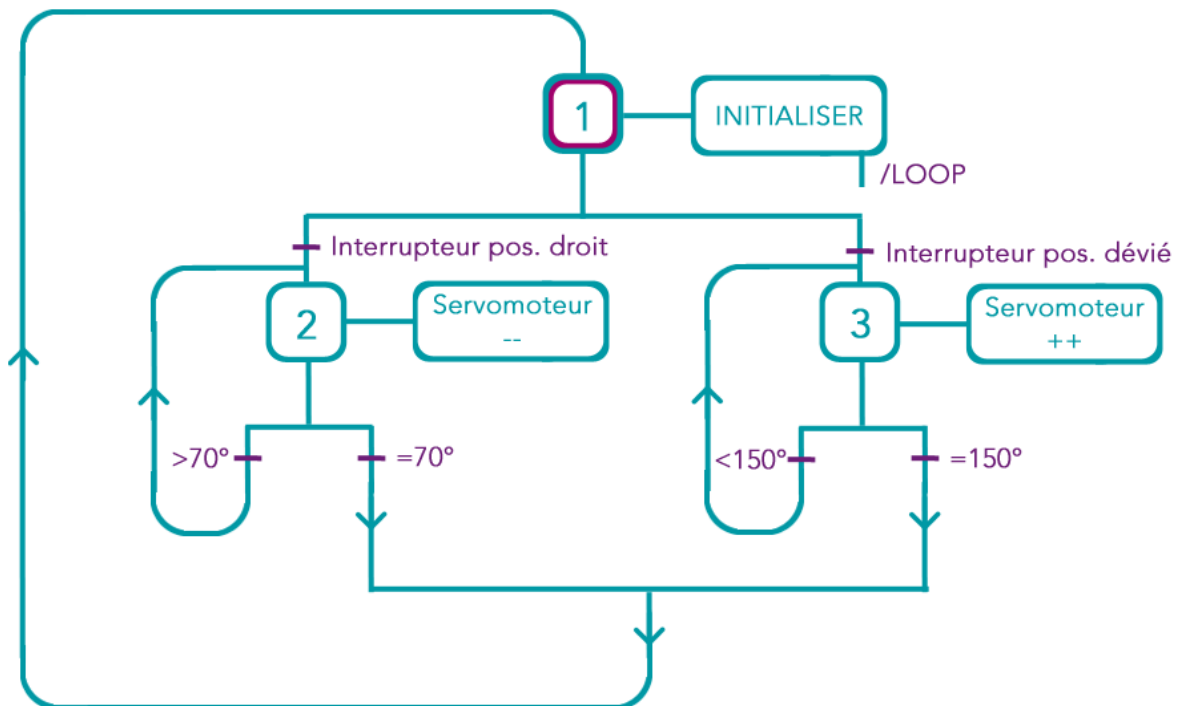 1
INITIALISER
/LOOP
Interrupteur pos. droit
Interrupteur pos. dévié
2
Servomoteur
--
3
Servomoteur
++
>70°
=70°
<150°
=150°